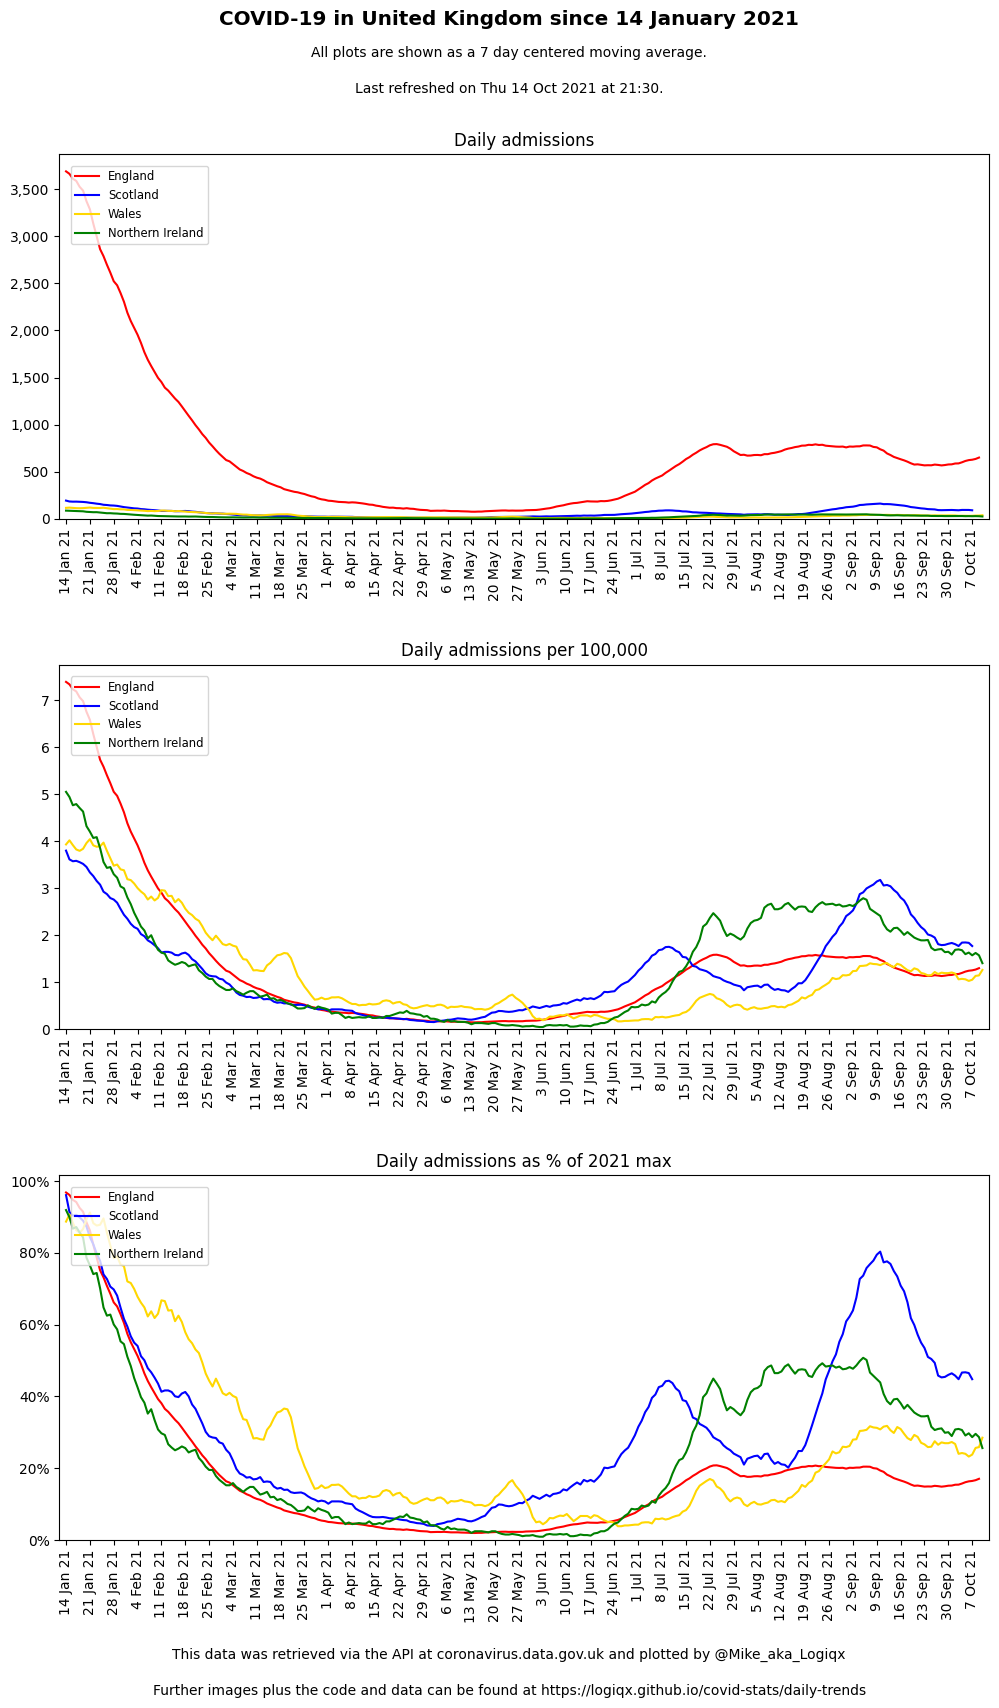 COVID-19 in United Kingdom since 14 January 2021
All plots are shown as a 7 day centered moving average.
Last refreshed on Thu 14 Oct 2021 at 21:30.
Daily admissions
England
Scotland
Wales
Northern Ireland
3,500
3,000
2,500
2,000
1,500
1,000
500
0
14 Jan 21
21 Jan 21
28 Jan 21
4 Feb 21
11 Feb 21
18 Feb 21
25 Feb 21
4 Mar 21
11 Mar 21
18 Mar 21
25 Mar 21
1 Apr 21
8 Apr 21
15 Apr 21
22 Apr 21
29 Apr 21
6 May 21
13 May 21
20 May 21
27 May 21
3 Jun 21
10 Jun 21
17 Jun 21
24 Jun 21
1 Jul 21
8 Jul 21
15 Jul 21
22 Jul 21
29 Jul 21
5 Aug 21
12 Aug 21
19 Aug 21
26 Aug 21
2 Sep 21
9 Sep 21
16 Sep 21
23 Sep 21
30 Sep 21
7 Oct 21
Daily admissions per 100,000
England
Scotland
Wales
Northern Ireland
7
6
5
4
3
2
1
0
14 Jan 21
21 Jan 21
28 Jan 21
4 Feb 21
11 Feb 21
18 Feb 21
25 Feb 21
4 Mar 21
11 Mar 21
18 Mar 21
25 Mar 21
1 Apr 21
8 Apr 21
15 Apr 21
22 Apr 21
29 Apr 21
6 May 21
13 May 21
20 May 21
27 May 21
3 Jun 21
10 Jun 21
17 Jun 21
24 Jun 21
1 Jul 21
8 Jul 21
15 Jul 21
22 Jul 21
29 Jul 21
5 Aug 21
12 Aug 21
19 Aug 21
26 Aug 21
2 Sep 21
9 Sep 21
16 Sep 21
23 Sep 21
30 Sep 21
7 Oct 21
Daily admissions as % of 2021 max
England
Scotland
Wales
Northern Ireland
100%
80%
60%
40%
20%
0%
14 Jan 21
21 Jan 21
28 Jan 21
4 Feb 21
11 Feb 21
18 Feb 21
25 Feb 21
4 Mar 21
11 Mar 21
18 Mar 21
25 Mar 21
1 Apr 21
8 Apr 21
15 Apr 21
22 Apr 21
29 Apr 21
6 May 21
13 May 21
20 May 21
27 May 21
3 Jun 21
10 Jun 21
17 Jun 21
24 Jun 21
1 Jul 21
8 Jul 21
15 Jul 21
22 Jul 21
29 Jul 21
5 Aug 21
12 Aug 21
19 Aug 21
26 Aug 21
2 Sep 21
9 Sep 21
16 Sep 21
23 Sep 21
30 Sep 21
7 Oct 21
This data was retrieved via the API at coronavirus.data.gov.uk and plotted by @Mike_aka_Logiqx
Further images plus the code and data can be found at https://logiqx.github.io/covid-stats/daily-trends